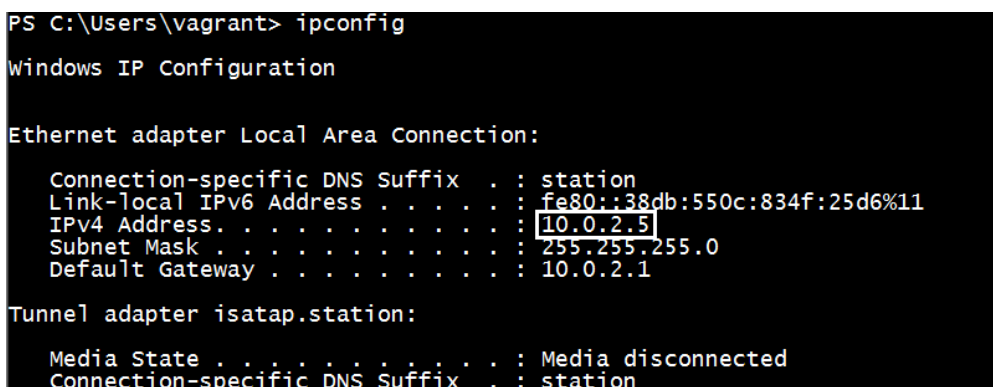 PS C:\Users\vagrant> ipconfig
Windows IP Configuration
Ethernet adapter Local Area Connection:
Connection-specific DNS Suffix . : station
Link-local IPv6 Address . . . . . : fe80::38db:550c:834f:25d6%11
IPv4 Address. . . . . . . . . . . : 10.0.2.5
Subnet Mask . . . . . . . . . . . : 255.255.255.0
Default Gateway . . . . . . . . . : 10.0.2.1
Tunnel adapter isatap.station:
Media State . . . . . . . . . . . : Media disconnected
Connection-specific DNS Suffix . : station